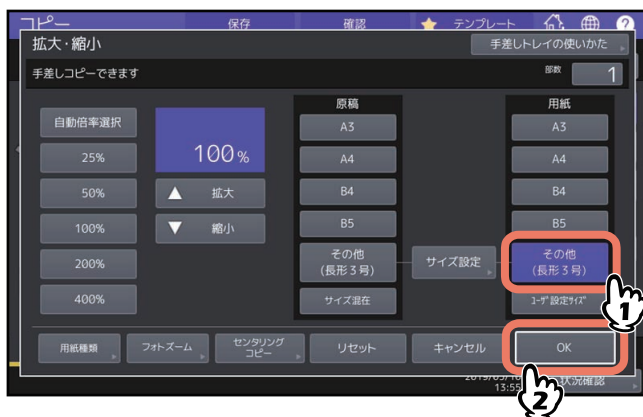 コピー 保存 確認 テンプレート ?
拡大・縮小 手差しトレイの使いかた
手差しコピーできます 部数 1
原稿 用紙
自動倍率選択 100% A3 A3
25% A4 A4
50% 拡大 B4 B4
100% 縮小 B5 B5
200% その他 サイズ設定 その他
(長形3号) (長形3号)
400% サイズ混在 ユーザ設定サイズ
1
用紙種類 フォトズーム センタリング リセット キャンセル OK
コピー
13:55 状況確認
2